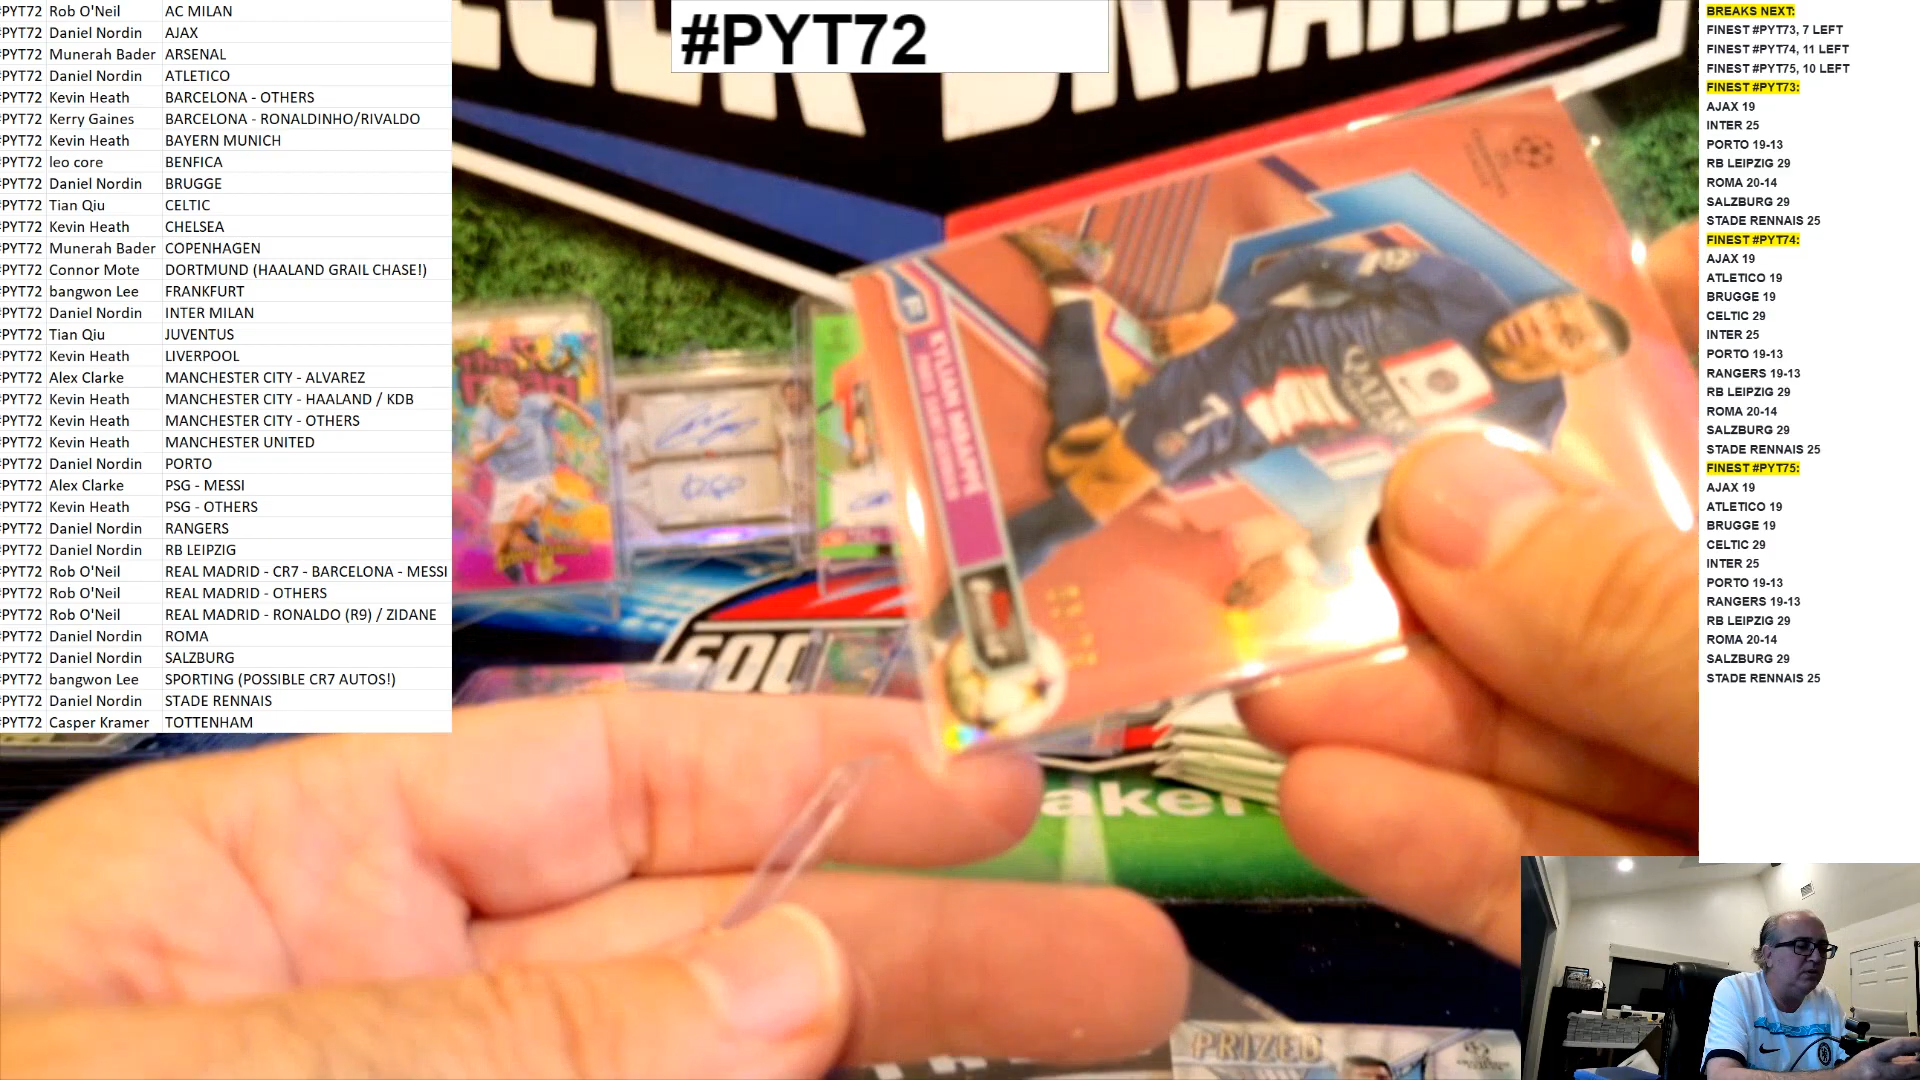 #PYT72 Rob O'Neil AC MILAN
#PYT72 Daniel Nordin AJAX
#PYT72 Munerah Bader ARSENAL
#PYT72 Daniel Nordin ATLETICO
#PYT72 Kevin Heath BARCELONA - OTHERS
#PYT72 Kerry Gaines BARCELONA - RONALDINHO/RIVALDO
#PYT72 Kevin Heath BAYERN MUNICH
#PYT72 leo core BENFICA
#PYT72 Daniel Nordin BRUGGE
#PYT72 Tian Qiu CELTIC
#PYT72 Kevin Heath CHELSEA
#PYT72 Munerah Bader COPENHAGEN
#PYT72 Connor Mote DORTMUND (HAALAND GRAIL CHASE!)
#PYT72 bangwon Lee FRANKFURT
#PYT72 Daniel Nordin INTER MILAN
#PYT72 Tian Qiu JUVENTUS
#PYT72 Kevin Heath LIVERPOOL
#PYT72 Alex Clarke MANCHESTER CITY - ALVAREZ
#PYT72 Kevin Heath MANCHESTER CITY - HAALAND / KDB
#PYT72 Kevin Heath MANCHESTER CITY - OTHERS
#PYT72 Kevin Heath MANCHESTER UNITED
#PYT72 Daniel Nordin PORTO
#PYT72 Alex Clarke PSG - MESSI
#PYT72 Kevin Heath PSG - OTHERS
#PYT72 Daniel Nordin RANGERS
#PYT72 Daniel Nordin RB LEIPZIG
#PYT72 Rob O'Neil REAL MADRID - CR7 - BARCELONA - MESSI
#PYT72 Rob O'Neil REAL MADRID - OTHERS
#PYT72 Rob O'Neil REAL MADRID - RONALDO (R9) / ZIDANE
#PYT72 Daniel Nordin ROMA
#PYT72 Daniel Nordin SALZBURG
#PYT72 bangwon Lee SPORTING (POSSIBLE CR7 AUTOS!)
#PYT72 Daniel Nordin STADE RENNAIS
#PYT72 Casper Kramer TOTTENHAM
#PYT72
KYLIAN MBAPPÉ
PARIS SAINT-GERMAIN
QATAR
7
PRIZED
BREAKS NEXT:
FINEST #PYT73, 7 LEFT
FINEST #PYT74, 11 LEFT
FINEST #PYT75, 10 LEFT
FINEST #PYT73:
AJAX 19
INTER 25
PORTO 19-13
RB LEIPZIG 29
ROMA 20-14
SALZBURG 29
STADE RENNAIS 25
FINEST #PYT74:
AJAX 19
ATLETICO 19
BRUGGE 19
CELTIC 29
INTER 25
PORTO 19-13
RANGERS 19-13
RB LEIPZIG 29
ROMA 20-14
SALZBURG 29
STADE RENNAIS 25
FINEST #PYT75:
AJAX 19
ATLETICO 19
BRUGGE 19
CELTIC 29
INTER 25
PORTO 19-13
RANGERS 19-13
RB LEIPZIG 29
ROMA 20-14
SALZBURG 29
STADE RENNAIS 25